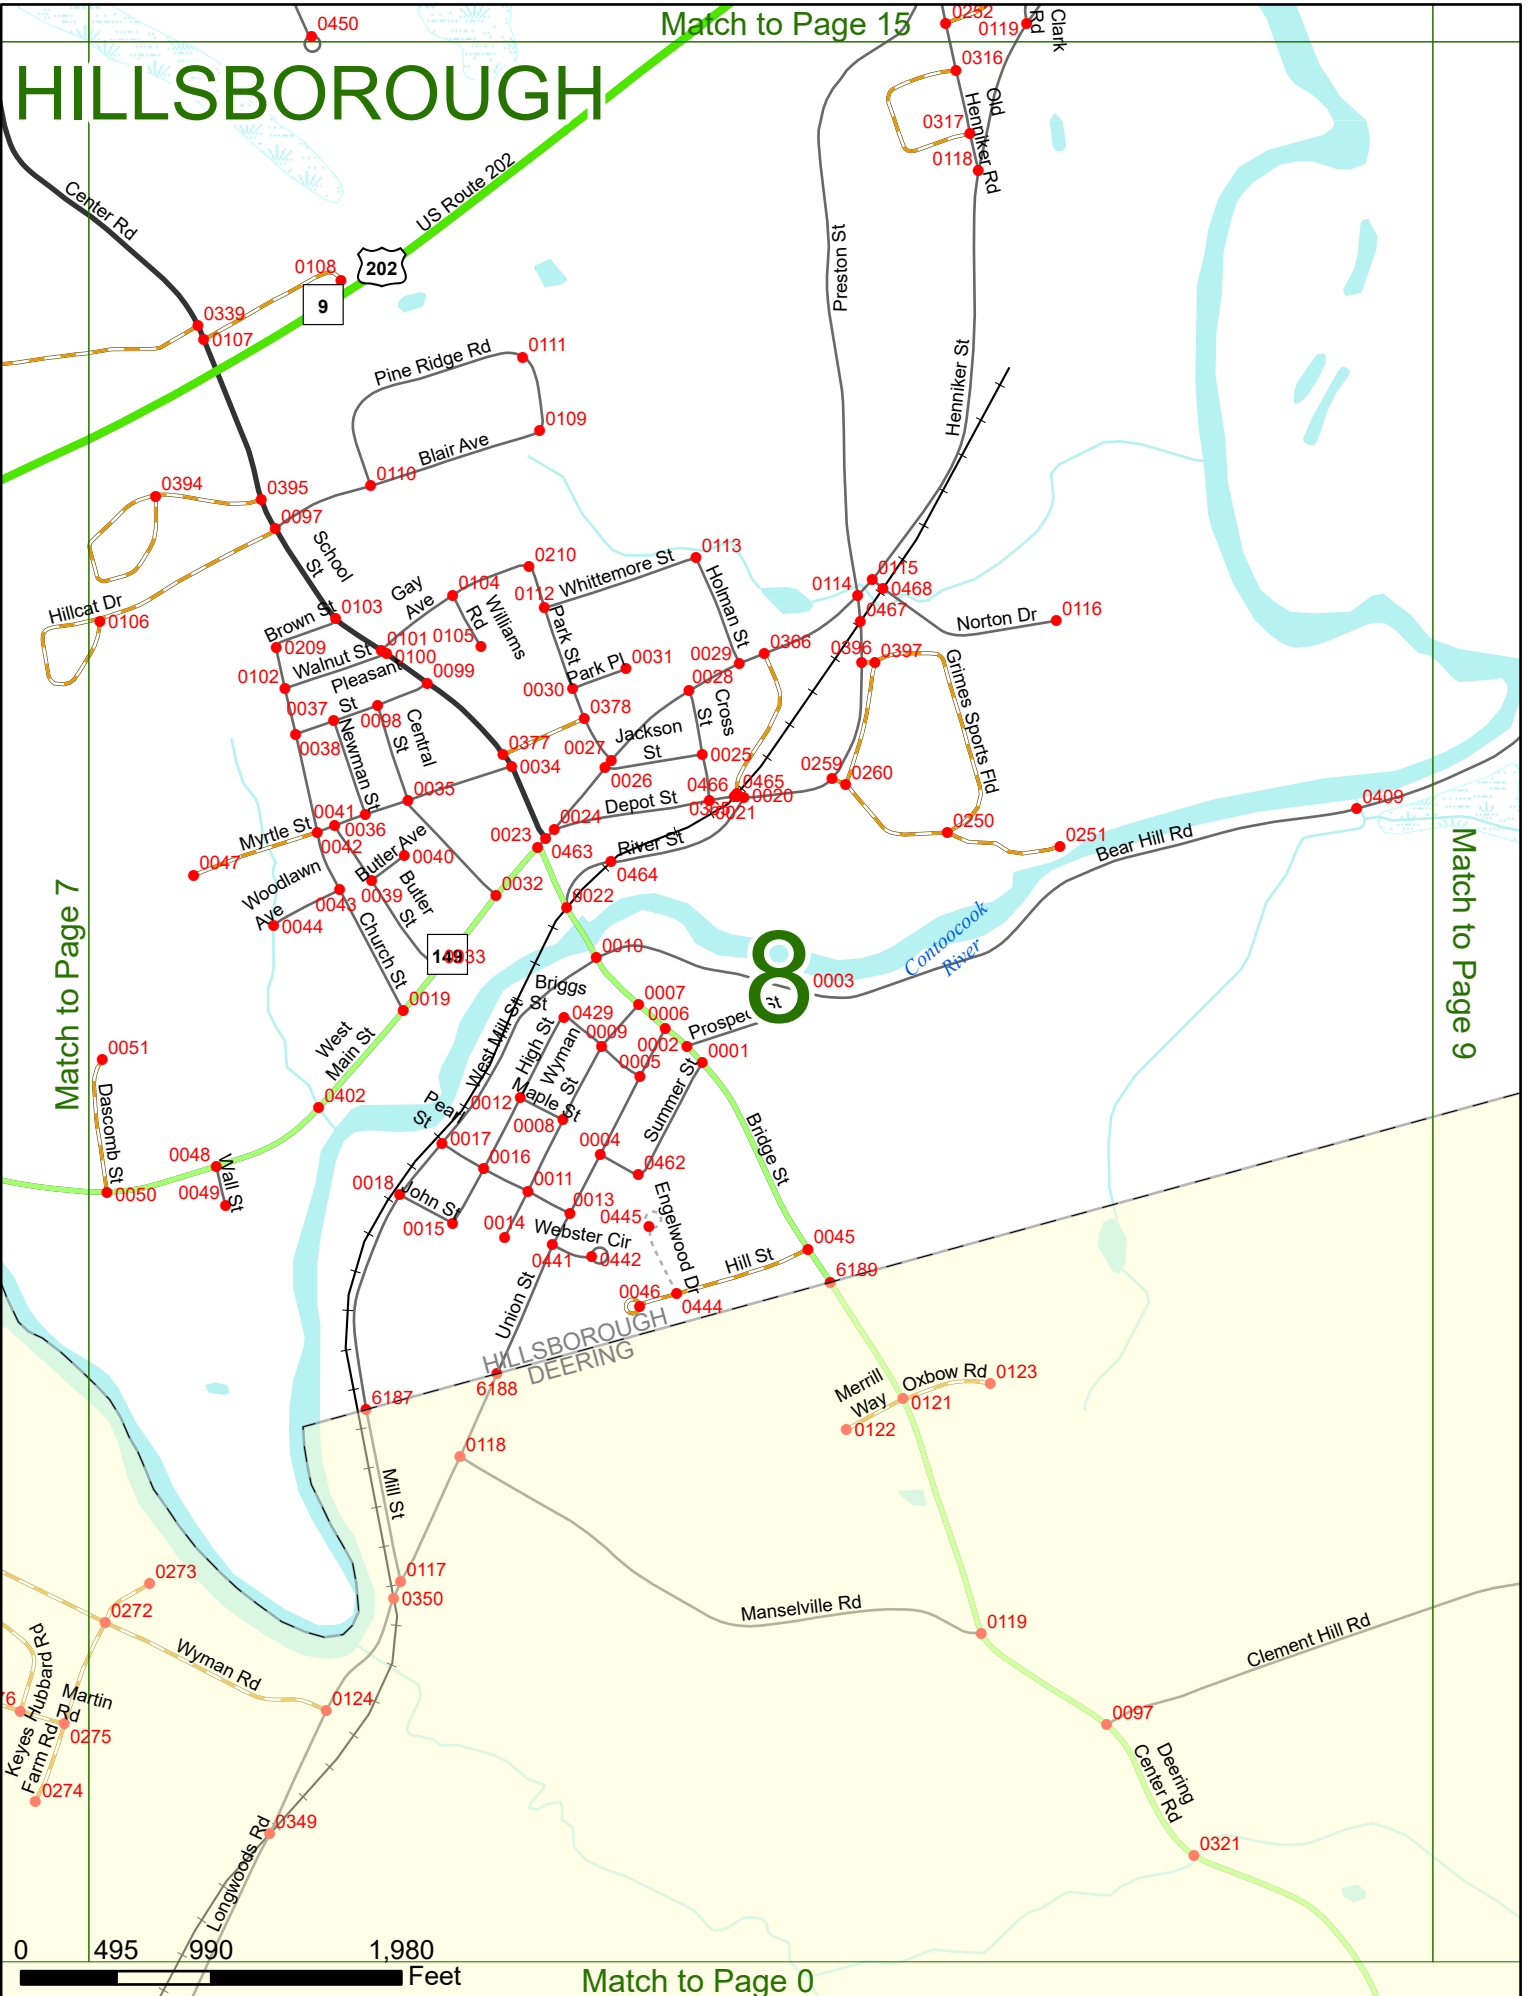 0450
Match to Page 15
0252
0119
Clark
Rd
HILLSBOROUGH
0316
Old
Henniker Rd
0317
0118
Center Rd
US Route 202
202
0108
9
0339
0107
Preston St
Henniker St
Pine Ridge Rd
0111
0109
Blair Ave
0110
0394
0395
0097
School
St
0210
Whittemore St
0113
Gay
Ave
0104
0112
Holman St
0114
0115
0468
Hillcat Dr
0106
Brown St
0103
Williams
Rd
0105
Park St
0467
Norton Dr
0116
0209
Walnut St
0101
0100
0366
0029
0396
0397
0102
Pleasant
St
0099
Park Pl
0031
0030
0028
Grimes Sports Fld
0037
0098
Central
St
0378
Cross
St
0038
Newman St
0377
0027
Jackson
St
0025
0034
0026
0259
0260
0035
0466
0465
0020
0365
0021
Depot St
0409
0041
0036
0024
Myrtle St
0042
0023
River St
0250
0251
Bear Hill Rd
0047
Butler Ave
0040
0463
0464
Woodlawn
Ave
0043
0039
Butler
St
0032
0022
0044
Church St
Match to Page 7
Match to Page 9
149
0033
0010
8
Contoocook
River
0003
0019
Briggs
St
0007
0429
0006
Prospect St
West
Main St
West Mill St
High St
Wyman
St
0009
0002
0001
0051
0005
Summer St
0402
Pearl
St
0012
Maple St
Dascomb St
0017
0008
0004
Bridge St
0048
Wall St
0016
0462
0050
0049
0018
John St
0011
0013
Engelwood Dr
0015
0014
Webster Cir
0445
0441
0442
Hill St
0045
6189
Union St
0046
0444
HILLSBOROUGH
DEERING
6187
6188
Merrill
Way
Oxbow Rd
0123
0121
0122
0118
Mill St
0273
0117
0350
0272
Manselville Rd
0119
Clement Hill Rd
Wyman Rd
Keyes Hubbard
Farm Rd
Rd
Martin
Rd
76
0124
0097
0275
0274
Deering
Center Rd
0349
0321
Longwoods Rd
0 495 990 1,980
Feet
Match to Page 0